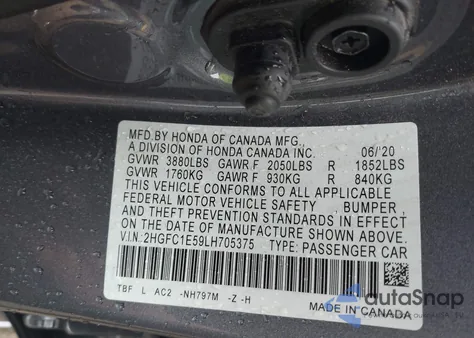 MFD.BY HONDA OF CANADA MFG.,
A DIVISION OF HONDA CANADA INC. 06/20
GVWR 3880LBS GAWR F 2050LBS R 1852LBS
GVWR 1760KG GAWR F 930KG R 840KG
THIS VEHICLE CONFORMS TO ALL APPLICABLE
FEDERAL MOTOR VEHICLE SAFETY, BUMPER,
AND THEFT PREVENTION STANDARDS IN EFFECT
ON THE DATE OF MANUFACTURE SHOWN ABOVE.
V.I.N.:2HGFC1E59LH705375 TYPE: PASSENGER CAR
TBF L AC2 -NH797M -Z -H
MADE IN CANADA
autoSnap